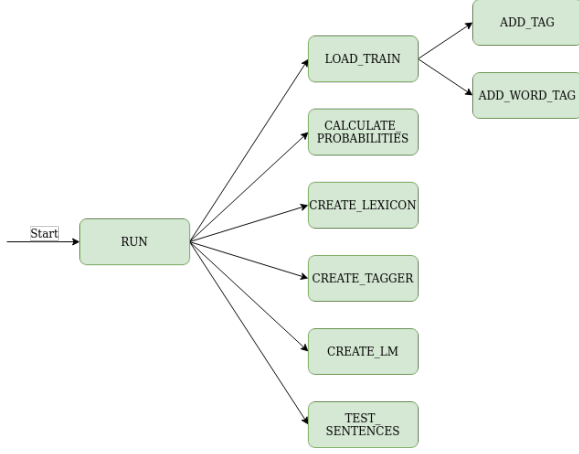 ADD_TAG
LOAD_TRAIN
ADD_WORD_TAG
CALCULATE_
PROBABILITIES
CREATE_LEXICON
Start
RUN
CREATE_TAGGER
CREATE_LM
TEST_
SENTENCES